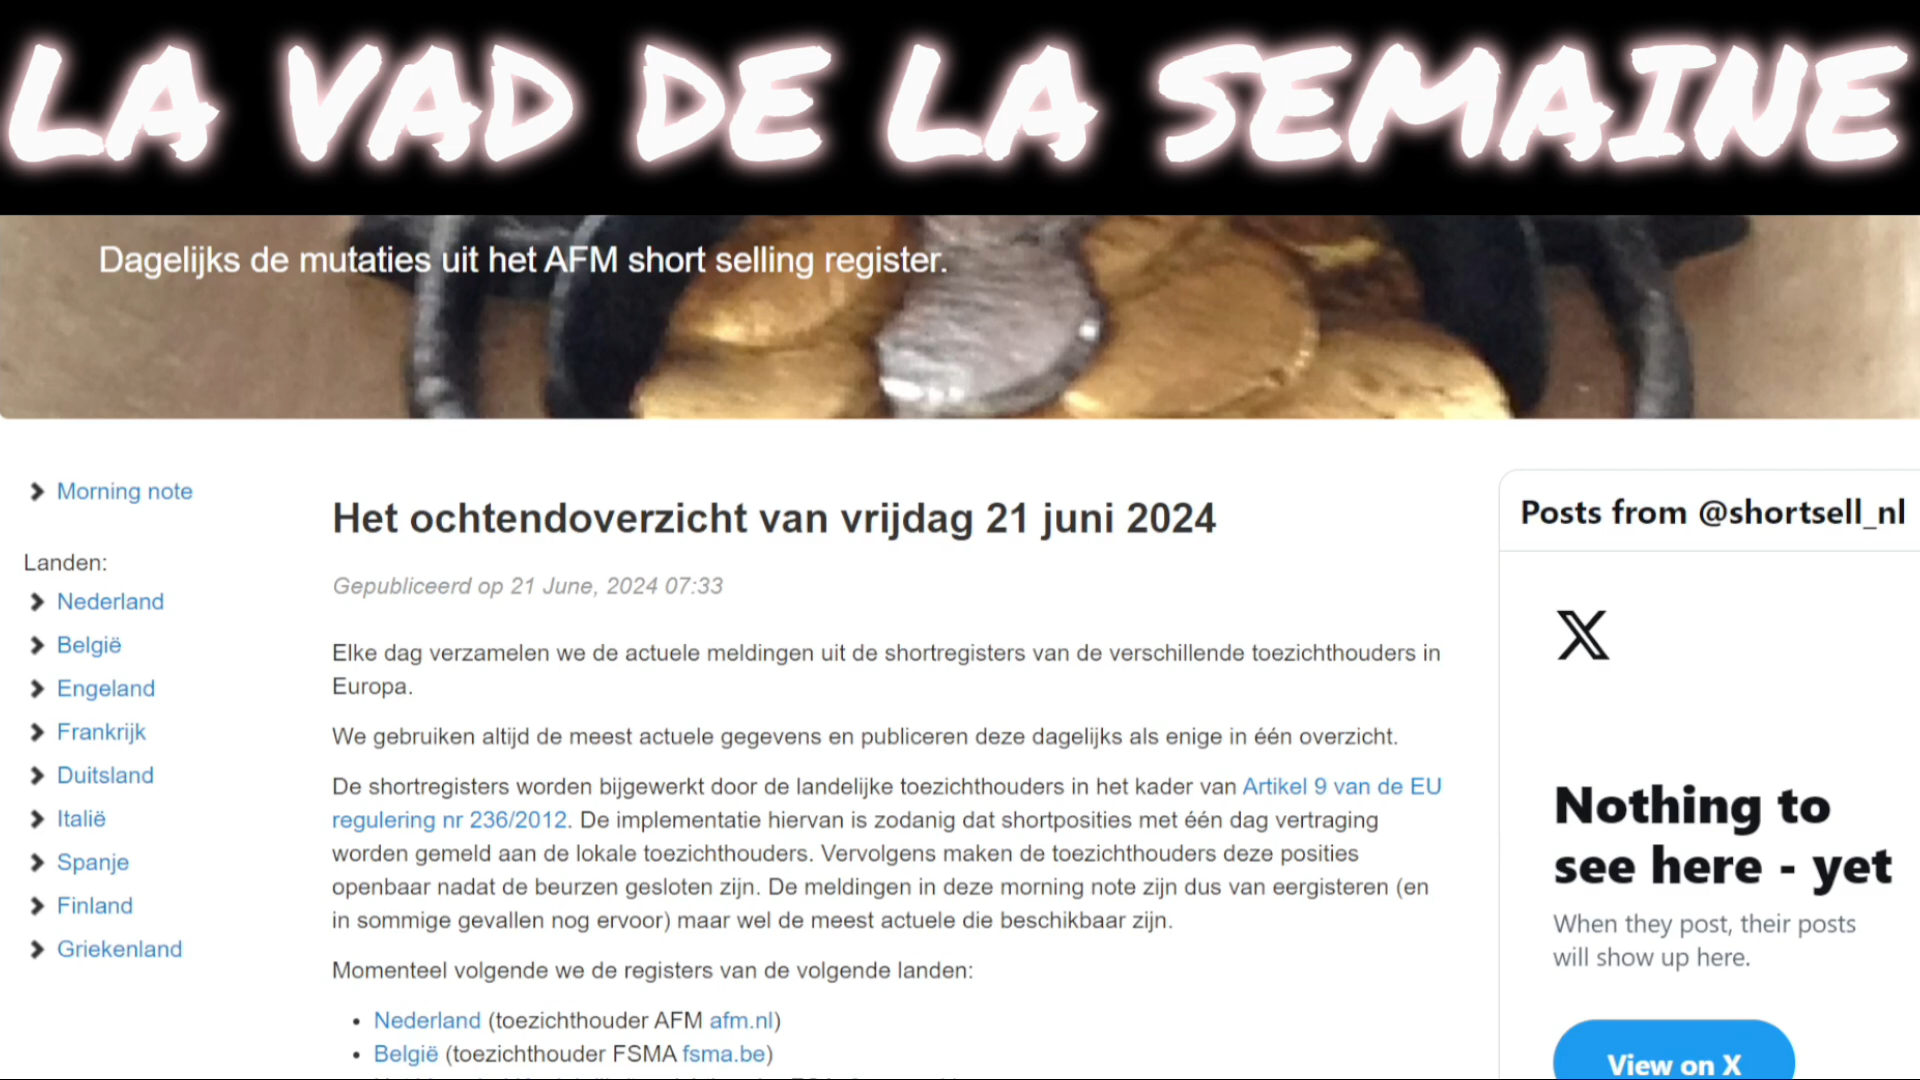 LA VAD DE LA SEMAINE
Dagelijks de mutaties uit het AFM short selling register.
Morning note
Landen:
Nederland
België
Engeland
Frankrijk
Duitsland
Italië
Spanje
Finland
Griekenland
Het ochtendoverzicht van vrijdag 21 juni 2024
Gepubliceerd op 21 June, 2024 07:33
Elke dag verzamelen we de actuele meldingen uit de shortregisters van de verschillende toezichthouders in
Europa.
We gebruiken altijd de meest actuele gegevens en publiceren deze dagelijks als enige in één overzicht.
De shortregisters worden bijgewerkt door de landelijke toezichthouders in het kader van Artikel 9 van de EU
regulering nr 236/2012. De implementatie hiervan is zodanig dat shortposities met één dag vertraging
worden gemeld aan de lokale toezichthouders. Vervolgens maken de toezichthouders deze posities
openbaar nadat de beurzen gesloten zijn. De meldingen in deze morning note zijn dus van eergisteren (en
in sommige gevallen nog ervoor) maar wel de meest actuele die beschikbaar zijn.
Momenteel volgende we de registers van de volgende landen:
• Nederland (toezichthouder AFM afm.nl)
• België (toezichthouder FSMA fsma.be)
Posts from @shortsell_nl
Nothing to
see here - yet
When they post, their posts
will show up here.
View on X